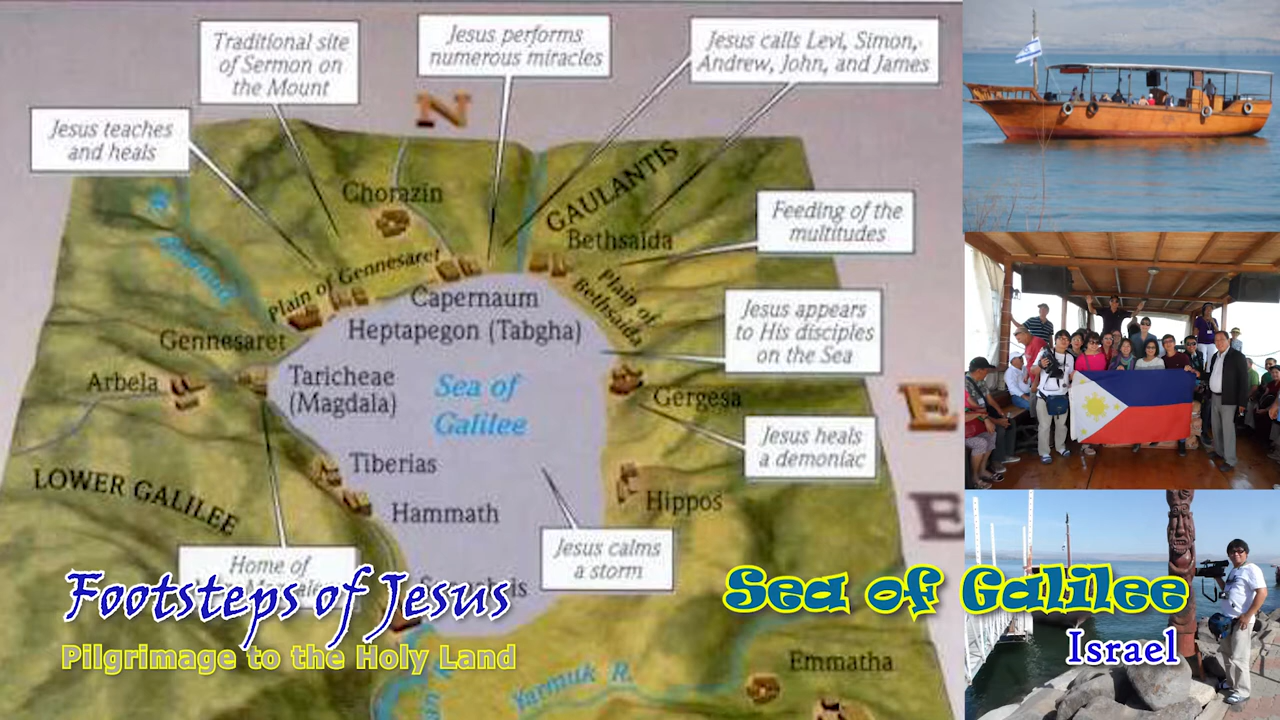 Traditional site
of Sermon on
the Mount
Jesus performs
numerous miracles
Jesus calls Levi, Simon,
Andrew, John, and James
Jesus teaches
and heals
N
Chorazin
GAULANTIS
Bethsaida
Feeding of the
multitudes
Plain of Gennesaret
Plain of
Bethsaida
Capernaum
Heptapegon (Tabgha)
Gennesaret
Jesus appears
to His disciples
on the Sea
Arbela
Taricheae
(Magdala)
Sea of
Galilee
Gergesa
E
Jesus heals
a demoniac
Tiberias
LOWER GALILEE
Hammath
Hippos
E
Jesus calms
a storm
Home of
Footsteps of Jesus
Pilgrimage to the Holy Land
Sea of Galilee
Israel
Emmatha
Yarmuk R.